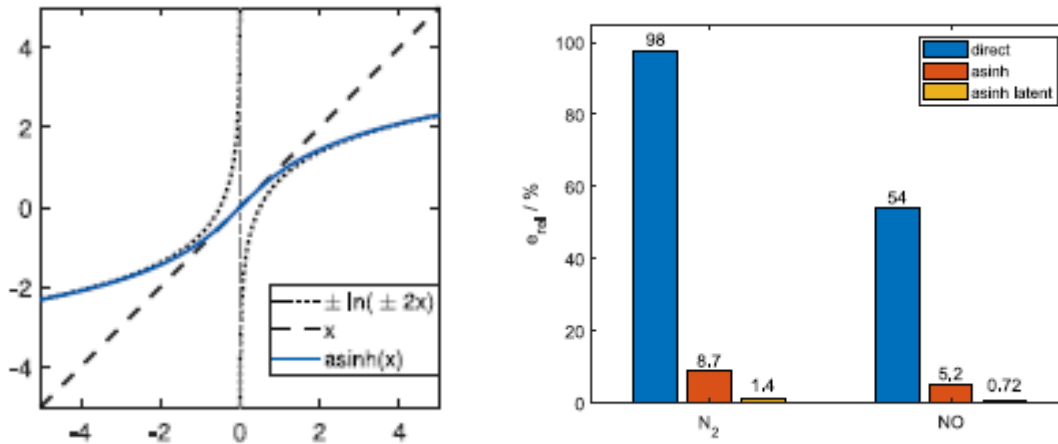 4
2
0
-2
-4
-4 -2 0 2 4
± ln( ± 2x)
x
asinh(x)
100
80
60
40
20
0
e_rel / %
98
8.7
1.4
54
5.2
0.72
N₂ NO
direct
asinh
asinh latent